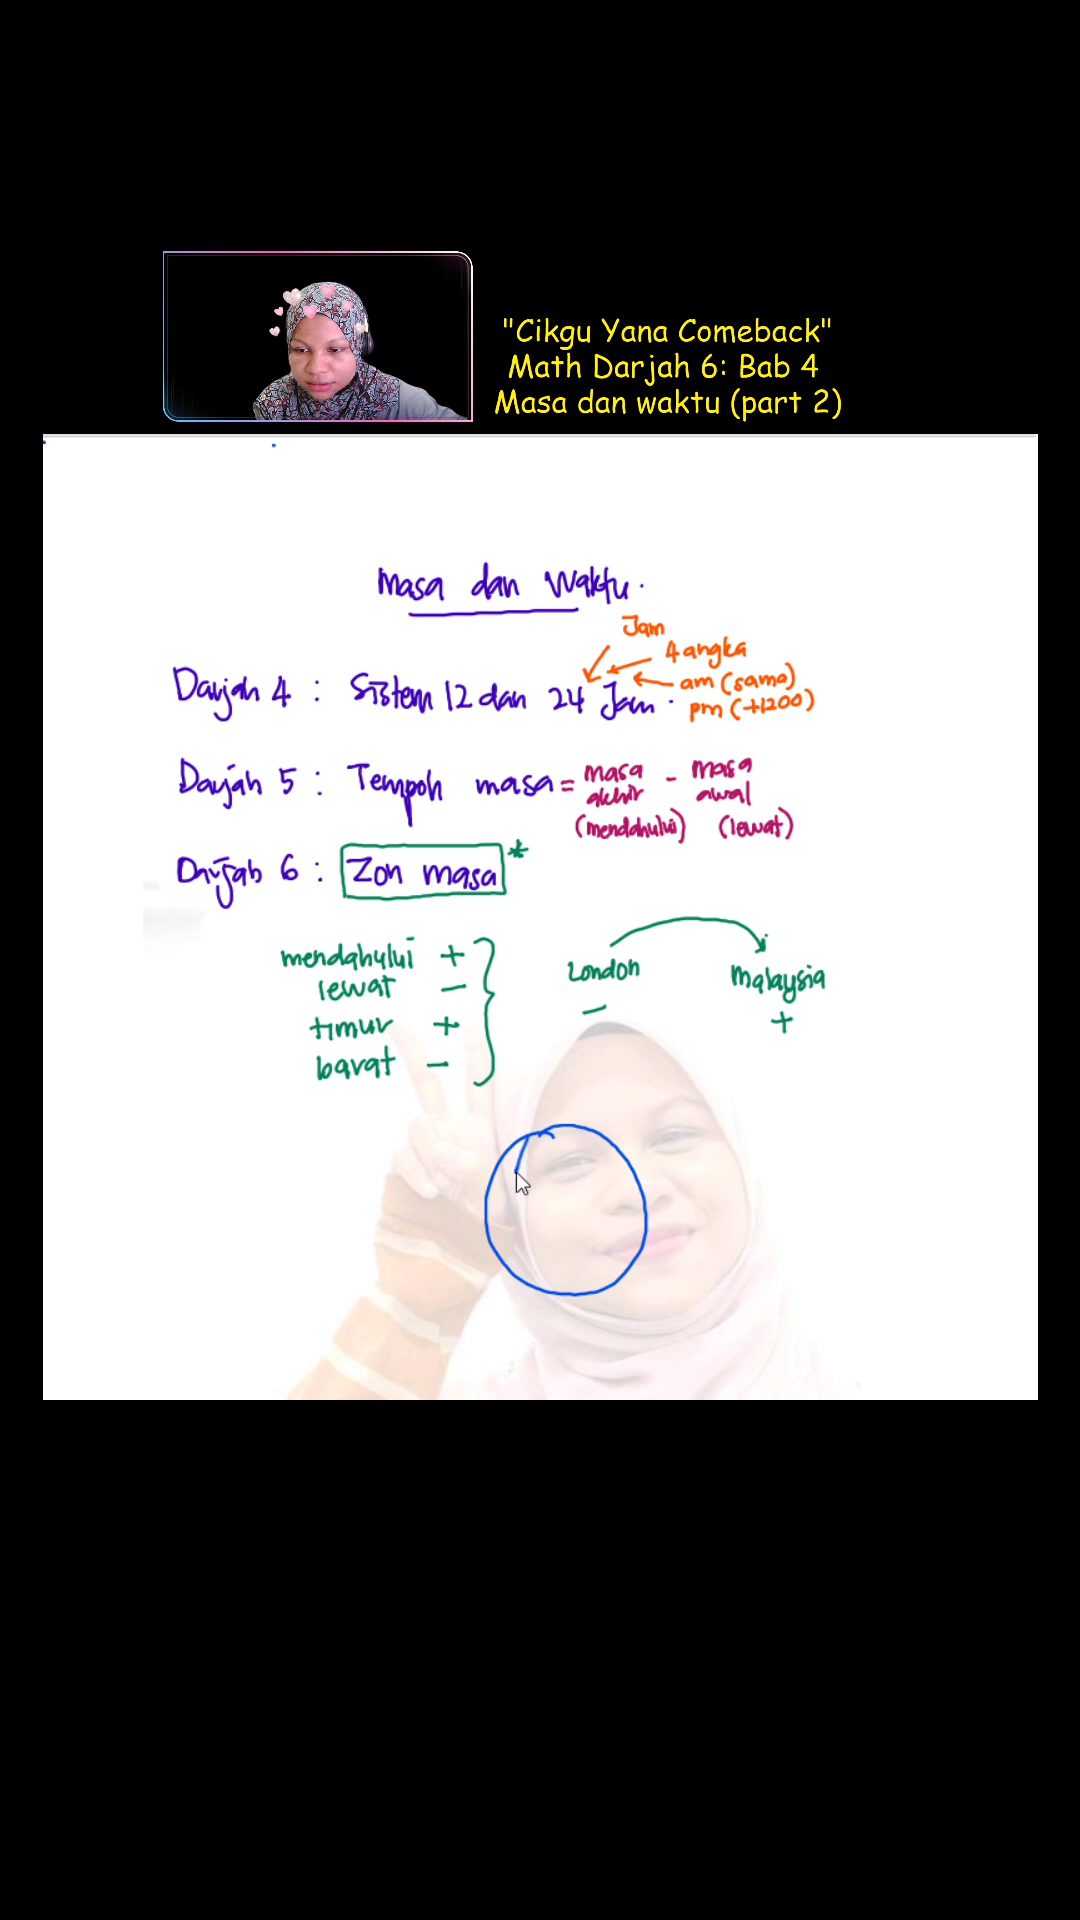 "Cikgu Yana Comeback"
Math Darjah 6: Bab 4
Masa dan waktu (part 2)
Masa dan Waktu.
Jam
4 angka
Darjah 4 : Sistem 12 dan 24 Jam.
am (sama)
pm (+1200)
Darjah 5 : Tempoh masa = masa akhir - masa awal
(mendahului) (lewat)
Darjah 6 : Zon masa *
mendahului +
lewat -
timur +
barat -
London Malaysia
- +